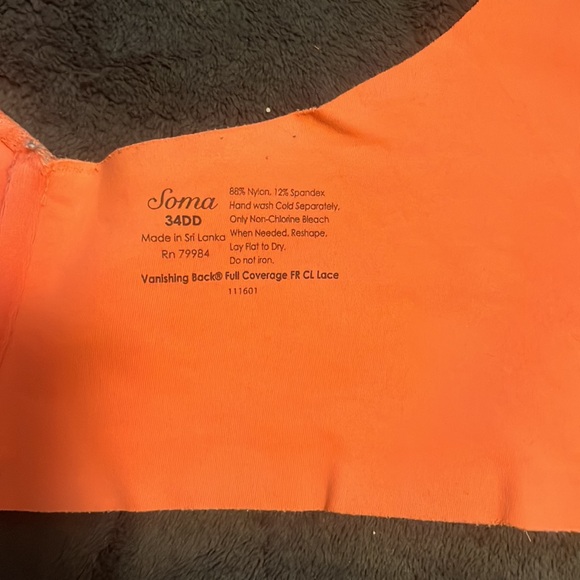 Soma
34DD
Made in Sri Lanka
Rn 79984
88% Nylon, 12% Spandex
Hand wash Cold Separately,
Only Non-Chlorine Bleach
When Needed, Reshape,
Lay Flat to Dry,
Do not iron.
Vanishing Back® Full Coverage FR CL Lace
111601